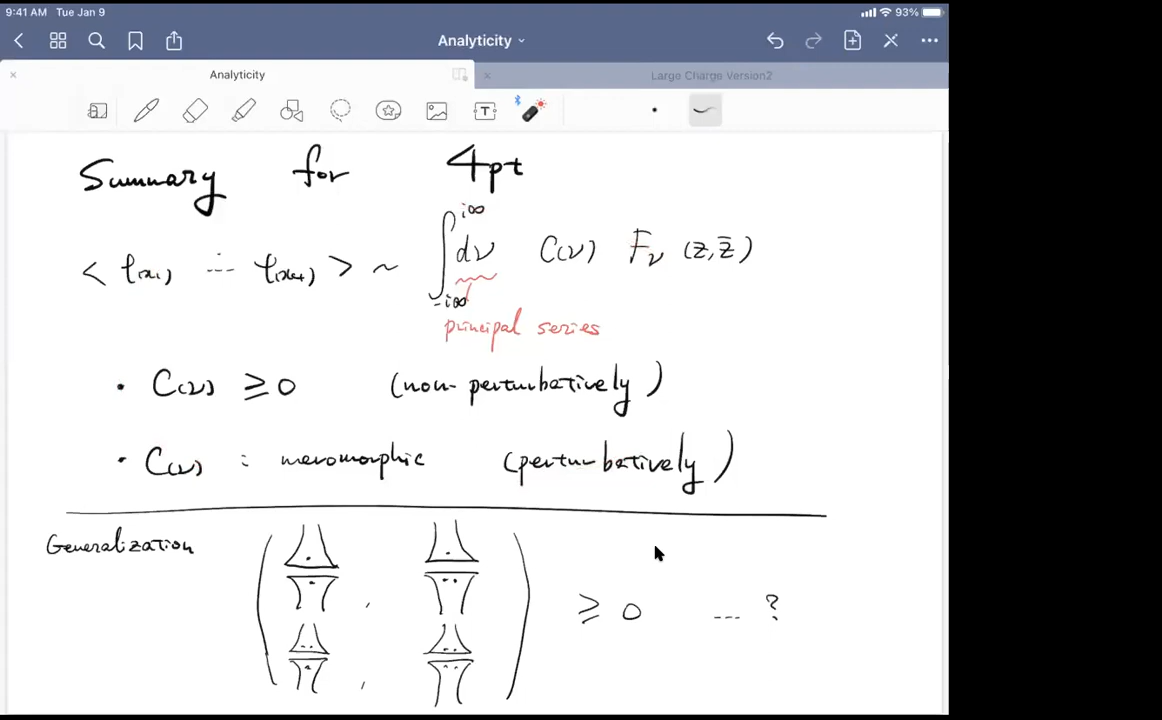 9:41 AM Tue Jan 9
93%
Analyticity
Analyticity
Large Charge Version2
T
Summary for 4pt
< φ(x₁) ... φ(x₄) > ~ ∫_{-i∞}^{i∞} dν C(ν) F_ν (z, z̄)
principal series
• C(ν) ≥ 0 (non-perturbatively)
• C(ν) : meromorphic (perturbatively)
Generalization
≥ 0 ... ?